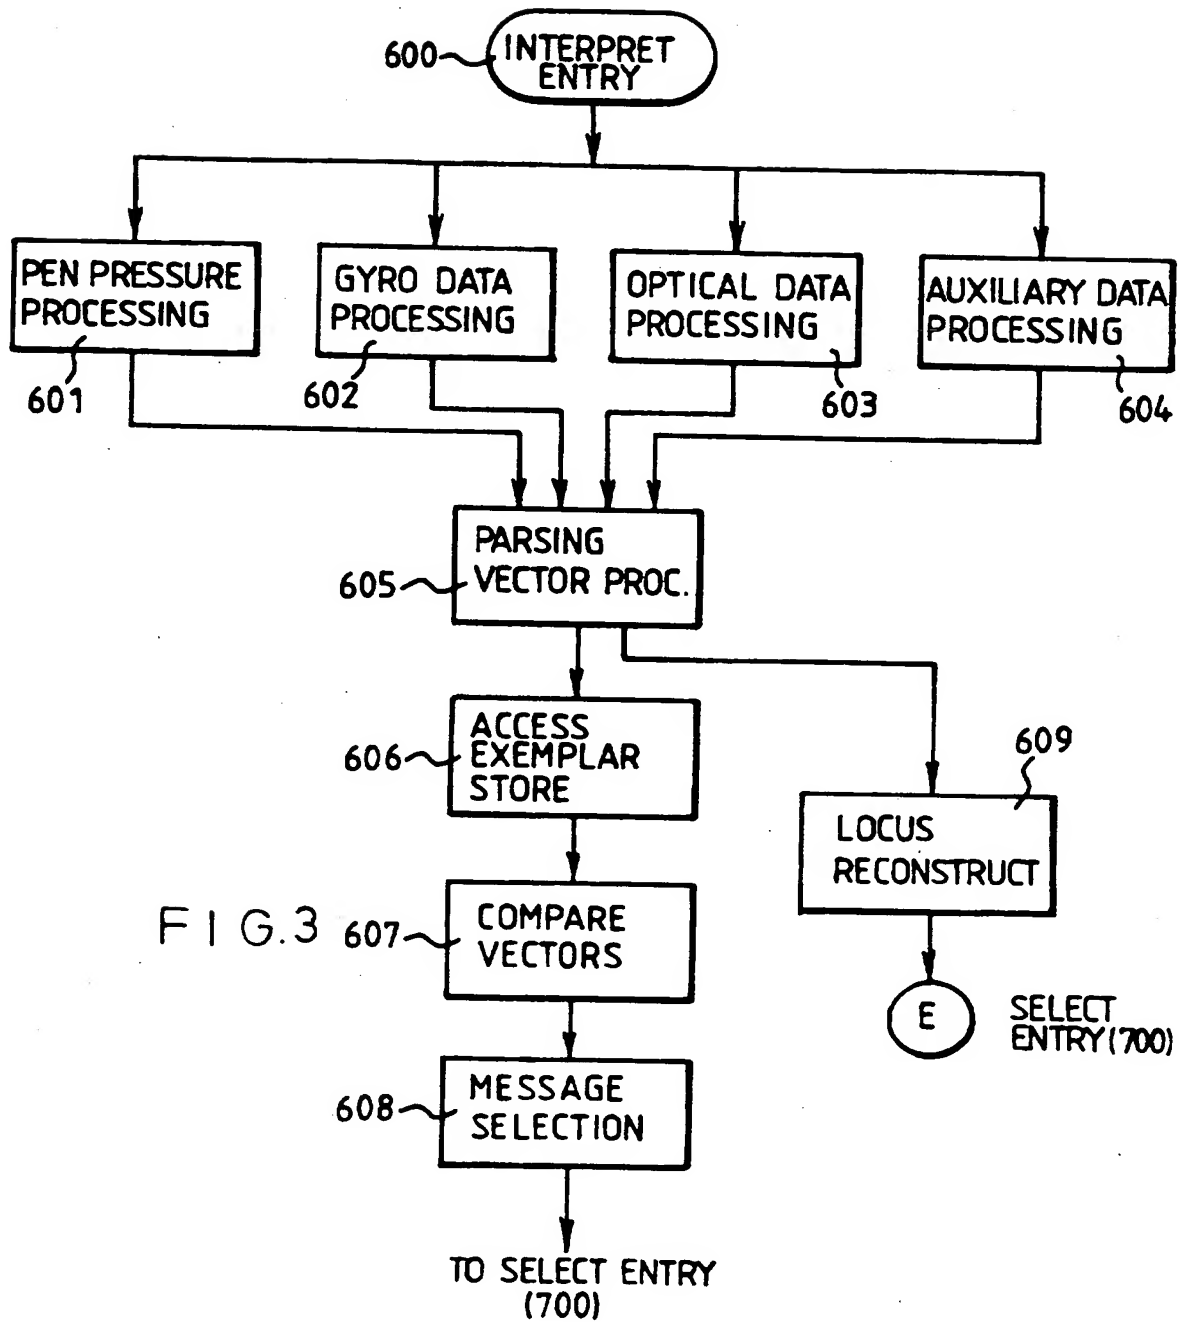 600
INTERPRET
ENTRY
PEN PRESSURE
PROCESSING
601
GYRO DATA
PROCESSING
602
OPTICAL DATA
PROCESSING
603
AUXILIARY DATA
PROCESSING
604
PARSING
VECTOR PROC.
605
ACCESS
EXEMPLAR
STORE
606
609
LOCUS
RECONSTRUCT
FIG.3
607
COMPARE
VECTORS
E
SELECT
ENTRY(700)
608
MESSAGE
SELECTION
TO SELECT ENTRY
(700)